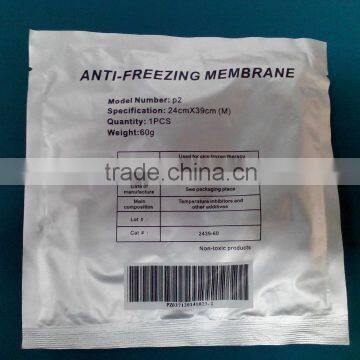 ANTI-FREEZING MEMBRANE
Model Number: p2
Specification: 24cmX39cm (M)
Quantity: 1PCS
Weight: 60g
Used for skin frozen therapy
trade.china.cn
Date of manufacture See packaging place
Main composition Temperature inhibitors and other additives
Lot #
Cat # 2439-60
Non-toxic products